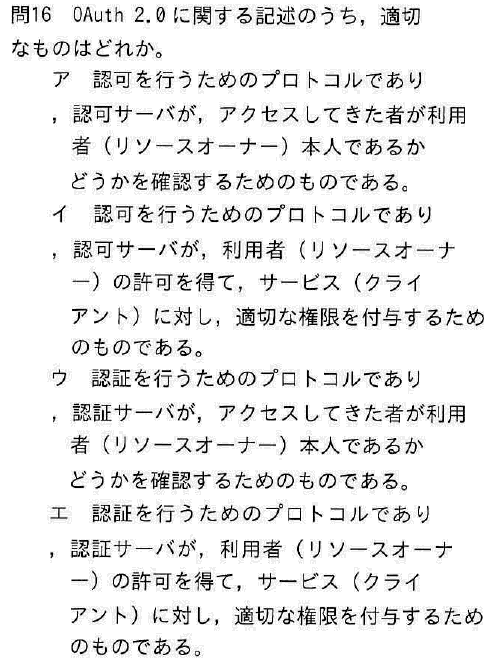 問16 OAuth 2.0に関する記述のうち，適切
なものはどれか。
ア 認可を行うためのプロトコルであり
，認可サーバが，アクセスしてきた者が利用
者（リソースオーナー）本人であるか
どうかを確認するためのものである。
イ 認可を行うためのプロトコルであり
，認可サーバが，利用者（リソースオーナ
ー）の許可を得て，サービス（クライ
アント）に対し，適切な権限を付与するため
のものである。
ウ 認証を行うためのプロトコルであり
，認証サーバが，アクセスしてきた者が利用
者（リソースオーナー）本人であるか
どうかを確認するためのものである。
エ 認証を行うためのプロトコルであり
，認証サーバが，利用者（リソースオーナ
ー）の許可を得て，サービス（クライ
アント）に対し，適切な権限を付与するため
のものである。